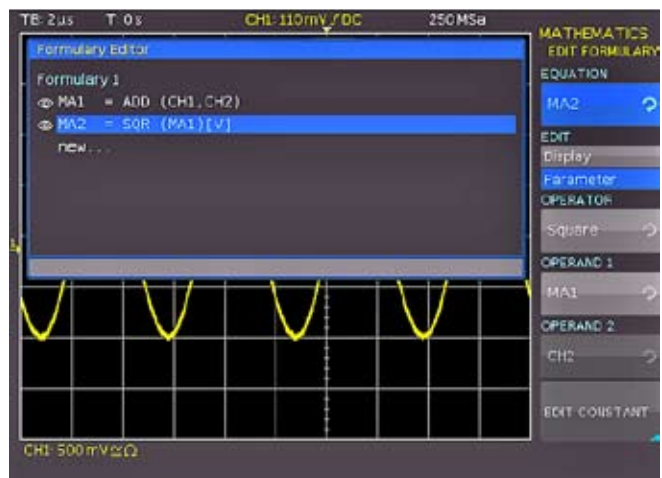 TB: 2µs T: 0s CH1: 110mV / DC 250MSa
Formulary Editor
Formulary 1
MA1 = ADD (CH1,CH2)
MA2 = SQR (MA1)[V]
new...
CH1: 500mV≅Ω
MATHEMATICS
EDIT FORMULARY
EQUATION
MA2
EDIT
Display
Parameter
OPERATOR
Square
OPERAND 1
MA1
OPERAND 2
CH2
EDIT CONSTANT